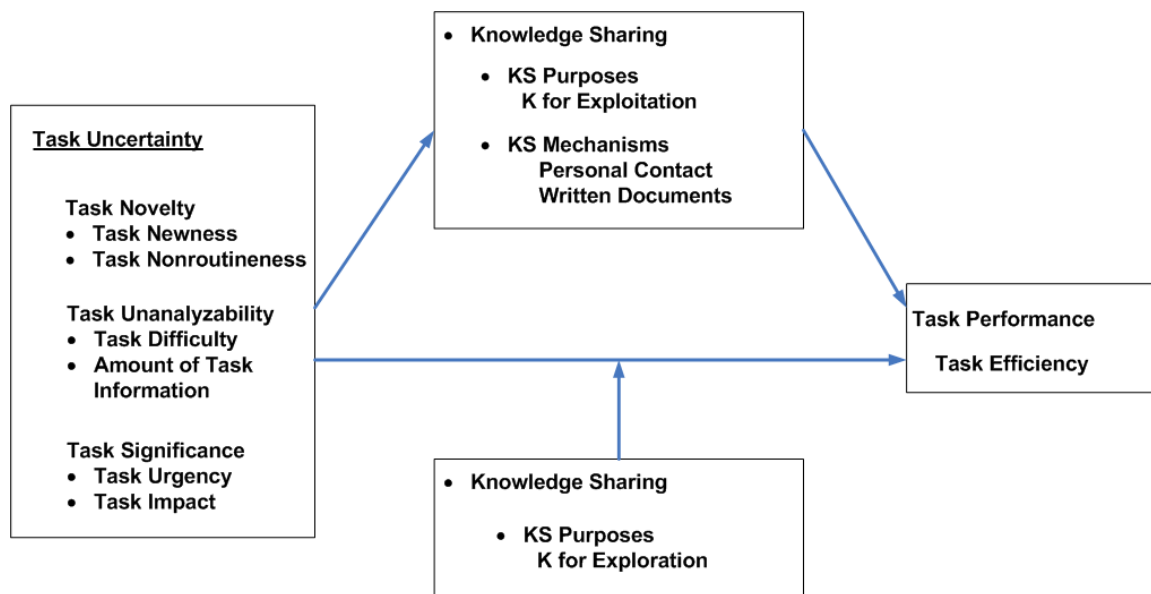 • Knowledge Sharing
• KS Purposes
K for Exploitation
• KS Mechanisms
Personal Contact
Written Documents
Task Uncertainty
Task Novelty
• Task Newness
• Task Nonroutineness
Task Unanalyzability
• Task Difficulty
• Amount of Task
Information
Task Significance
• Task Urgency
• Task Impact
Task Performance
Task Efficiency
• Knowledge Sharing
• KS Purposes
K for Exploration